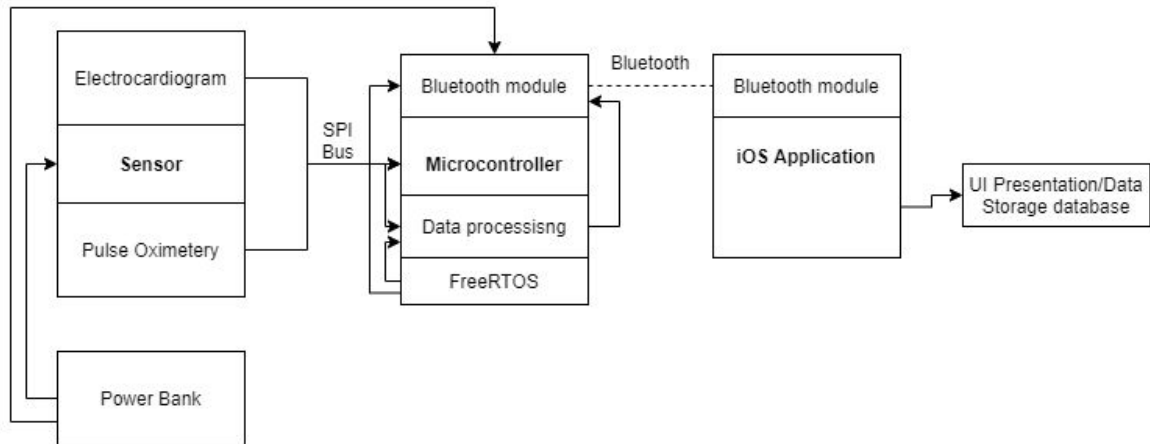 Electrocardiogram
Sensor
Pulse Oximetery
Power Bank
SPI
Bus
Bluetooth module
Microcontroller
Data processisng
FreeRTOS
Bluetooth
Bluetooth module
iOS Application
UI Presentation/Data
Storage database